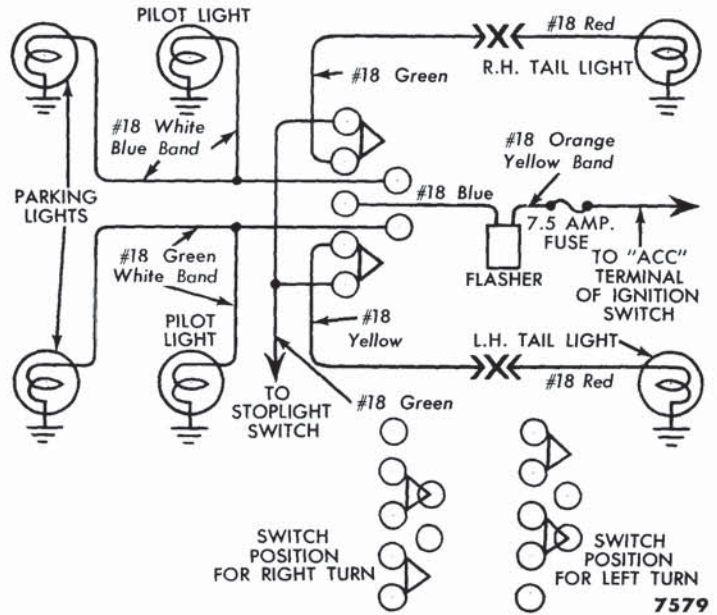 PILOT LIGHT
#18 Red
R.H. TAIL LIGHT
#18 Green
#18 White
Blue Band
#18 Orange
Yellow Band
PARKING
LIGHTS
#18 Blue
7.5 AMP.
FUSE
FLASHER
TO "ACC"
TERMINAL
OF IGNITION
SWITCH
#18 Green
White Band
PILOT
LIGHT
#18
Yellow
L.H. TAIL LIGHT
#18 Red
TO
STOPLIGHT
SWITCH
#18 Green
SWITCH
POSITION
FOR RIGHT TURN
SWITCH
POSITION
FOR LEFT TURN
7579